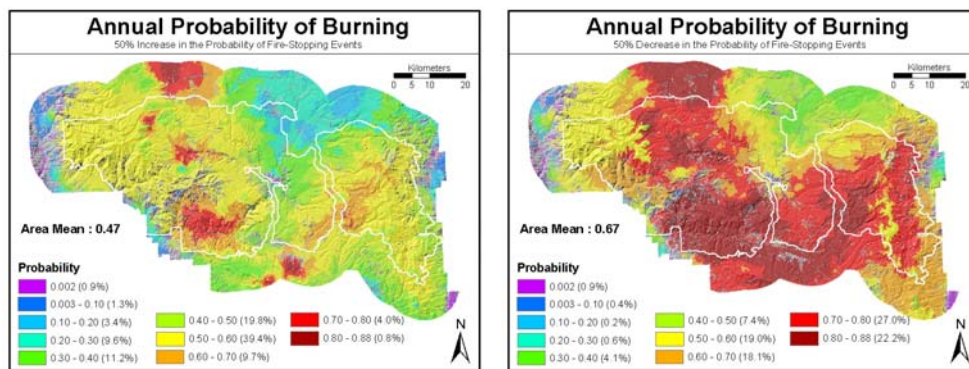 Annual Probability of Burning
50% Increase in the Probability of Fire-Stopping Events
Kilometers
0 5 10 20
Area Mean : 0.47
Probability
0.002 (0.9%)
0.003 - 0.10 (1.3%)
0.10 - 0.20 (3.4%)
0.20 - 0.30 (9.6%)
0.30 - 0.40 (11.2%)
0.40 - 0.50 (19.8%)
0.50 - 0.60 (39.4%)
0.60 - 0.70 (9.7%)
0.70 - 0.80 (4.0%)
0.80 - 0.88 (0.8%)
N
Annual Probability of Burning
50% Decrease in the Probability of Fire-Stopping Events
Kilometers
0 5 10 20
Area Mean : 0.67
Probability
0.002 (0.9%)
0.003 - 0.10 (0.4%)
0.10 - 0.20 (0.2%)
0.20 - 0.30 (0.6%)
0.30 - 0.40 (4.1%)
0.40 - 0.50 (7.4%)
0.50 - 0.60 (19.0%)
0.60 - 0.70 (18.1%)
0.70 - 0.80 (27.0%)
0.80 - 0.88 (22.2%)
N